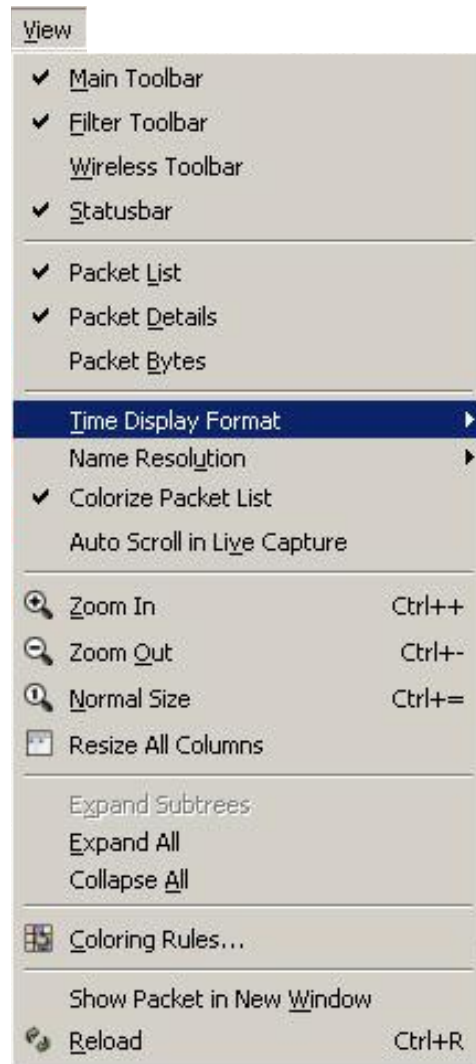 View
Main Toolbar
Filter Toolbar
Wireless Toolbar
Statusbar
Packet List
Packet Details
Packet Bytes
Time Display Format
Name Resolution
Colorize Packet List
Auto Scroll in Live Capture
Zoom In Ctrl++
Zoom Out Ctrl+-
Normal Size Ctrl+=
Resize All Columns
Expand Subtrees
Expand All
Collapse All
Coloring Rules...
Show Packet in New Window
Reload Ctrl+R